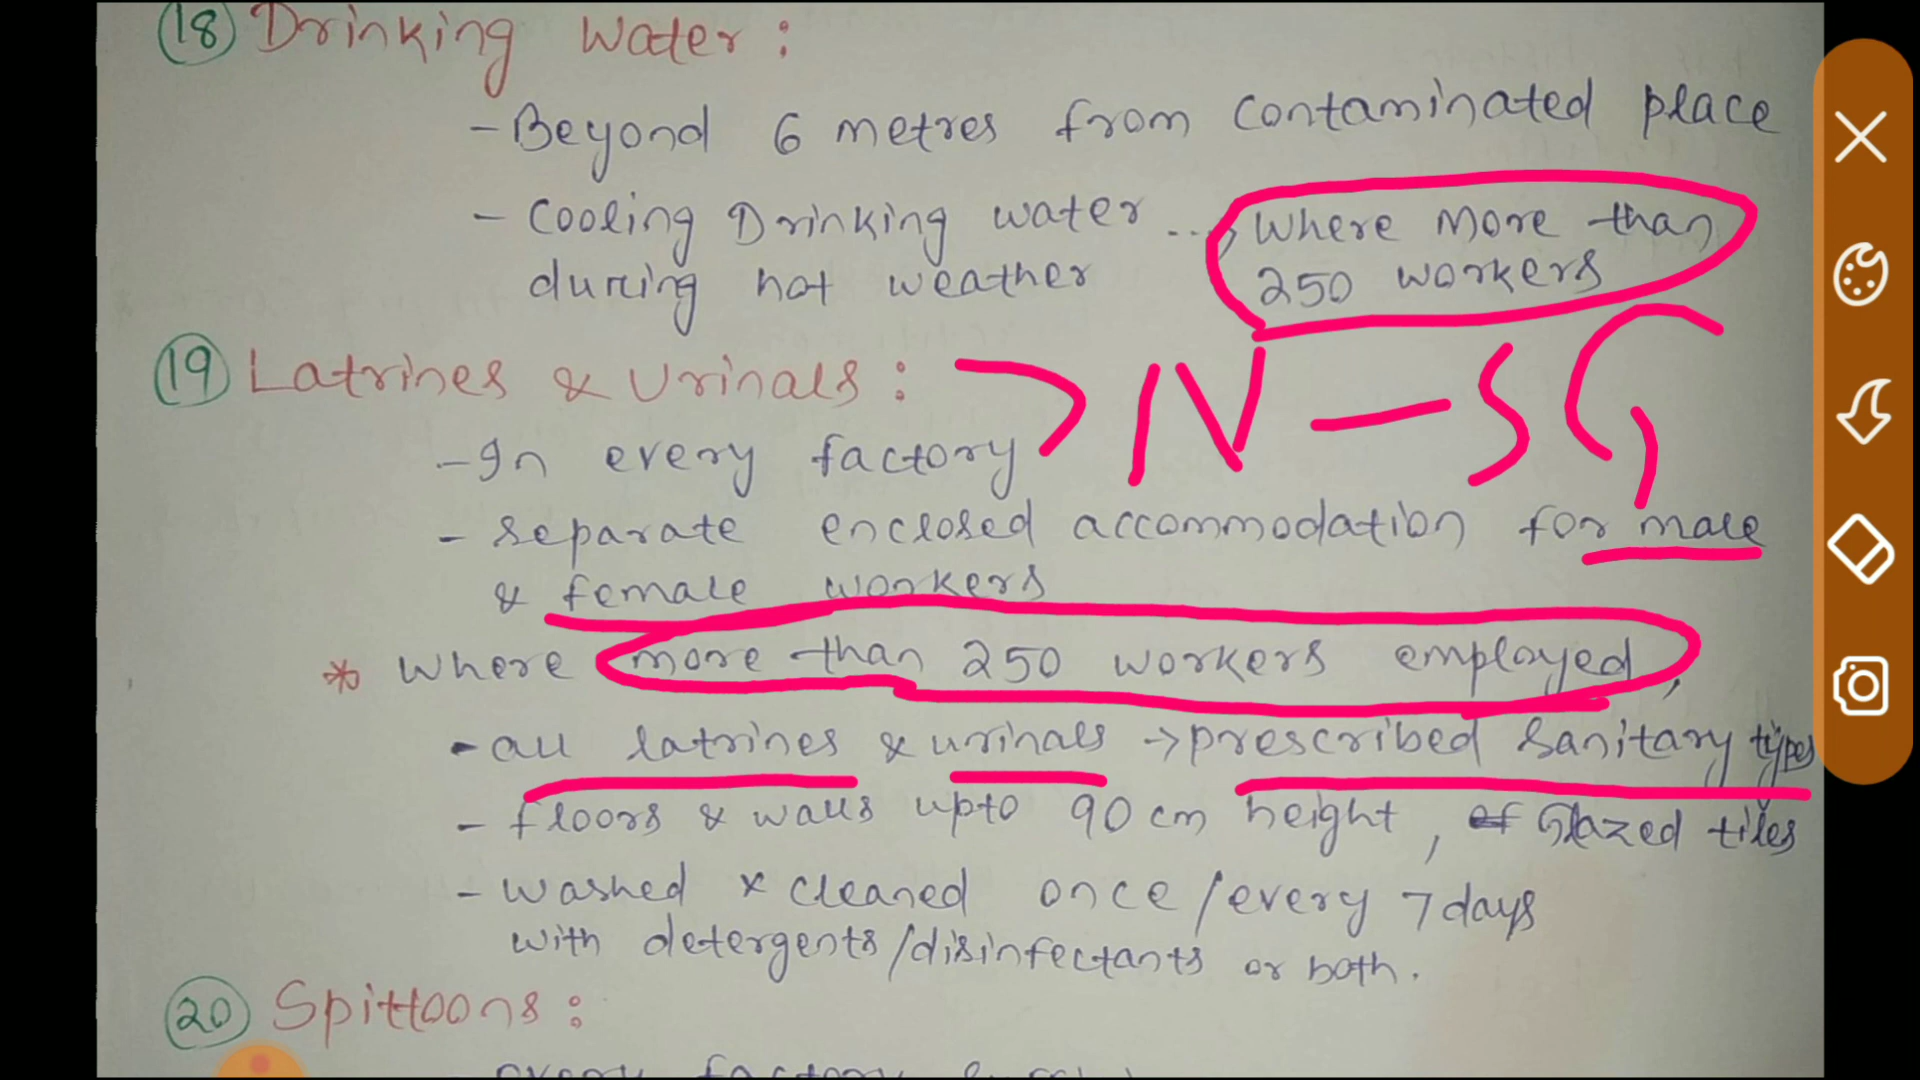 18 Drinking Water :
- Beyond 6 metres from contaminated place
- Cooling Drinking water ..., where more than
during hot weather 250 workers
19 Latrines & Urinals :
- In every factory
- separate enclosed accommodation for male
& female workers
* where more than 250 workers employed,
- all latrines & urinals → prescribed sanitary types
- floors & walls upto 90 cm height, Glazed tiles
- washed & cleaned once / every 7 days
with detergents/disinfectants or both.
20 Spittoons :
every factory